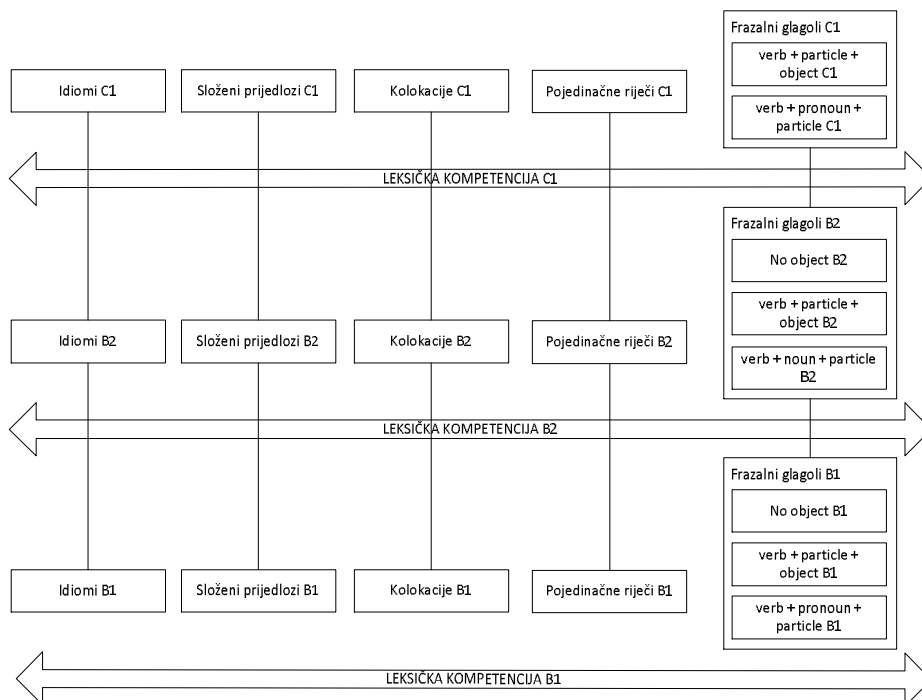 Frazalni glagoli C1
verb + particle +
object C1
verb + pronoun +
particle C1
Idiomi C1
Složeni prijedlozi C1
Kolokacije C1
Pojedinačne riječi C1
LEKSIČKA KOMPETENCIJA C1
Frazalni glagoli B2
No object B2
verb + particle +
object B2
verb + noun + particle
B2
Idiomi B2
Složeni prijedlozi B2
Kolokacije B2
Pojedinačne riječi B2
LEKSIČKA KOMPETENCIJA B2
Frazalni glagoli B1
No object B1
verb + particle +
object B1
verb + pronoun +
particle B1
Idiomi B1
Složeni prijedlozi B1
Kolokacije B1
Pojedinačne riječi B1
LEKSIČKA KOMPETENCIJA B1